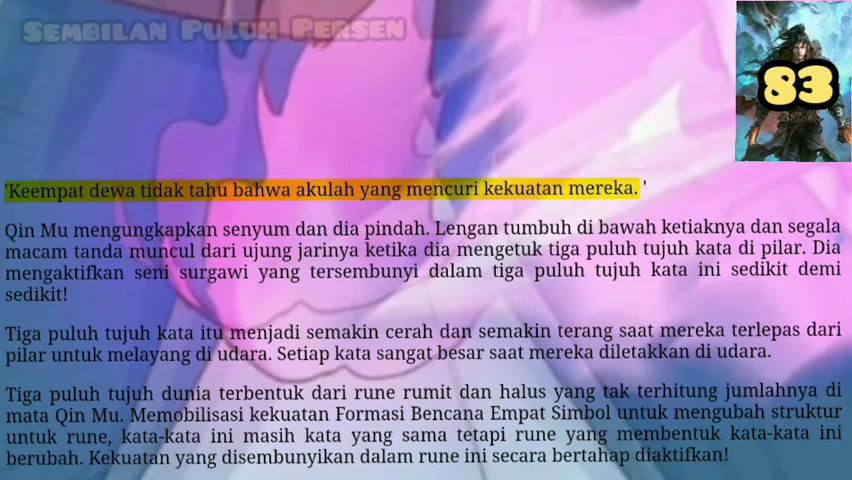 SEMBILAN PULUH PERSEN
83
'Keempat dewa tidak tahu bahwa akulah yang mencuri kekuatan mereka. '
Qin Mu mengungkapkan senyum dan dia pindah. Lengan tumbuh di bawah ketiaknya dan segala
macam tanda muncul dari ujung jarinya ketika dia mengetuk tiga puluh tujuh kata di pilar. Dia
mengaktifkan seni surgawi yang tersembunyi dalam tiga puluh tujuh kata ini sedikit demi
sedikit!
Tiga puluh tujuh kata itu menjadi semakin cerah dan semakin terang saat mereka terlepas dari
pilar untuk melayang di udara. Setiap kata sangat besar saat mereka diletakkan di udara.
Tiga puluh tujuh dunia terbentuk dari rune rumit dan halus yang tak terhitung jumlahnya di
mata Qin Mu. Memobilisasi kekuatan Formasi Bencana Empat Simbol untuk mengubah struktur
untuk rune, kata-kata ini masih kata yang sama tetapi rune yang membentuk kata-kata ini
berubah. Kekuatan yang disembunyikan dalam rune ini secara bertahap diaktifkan!